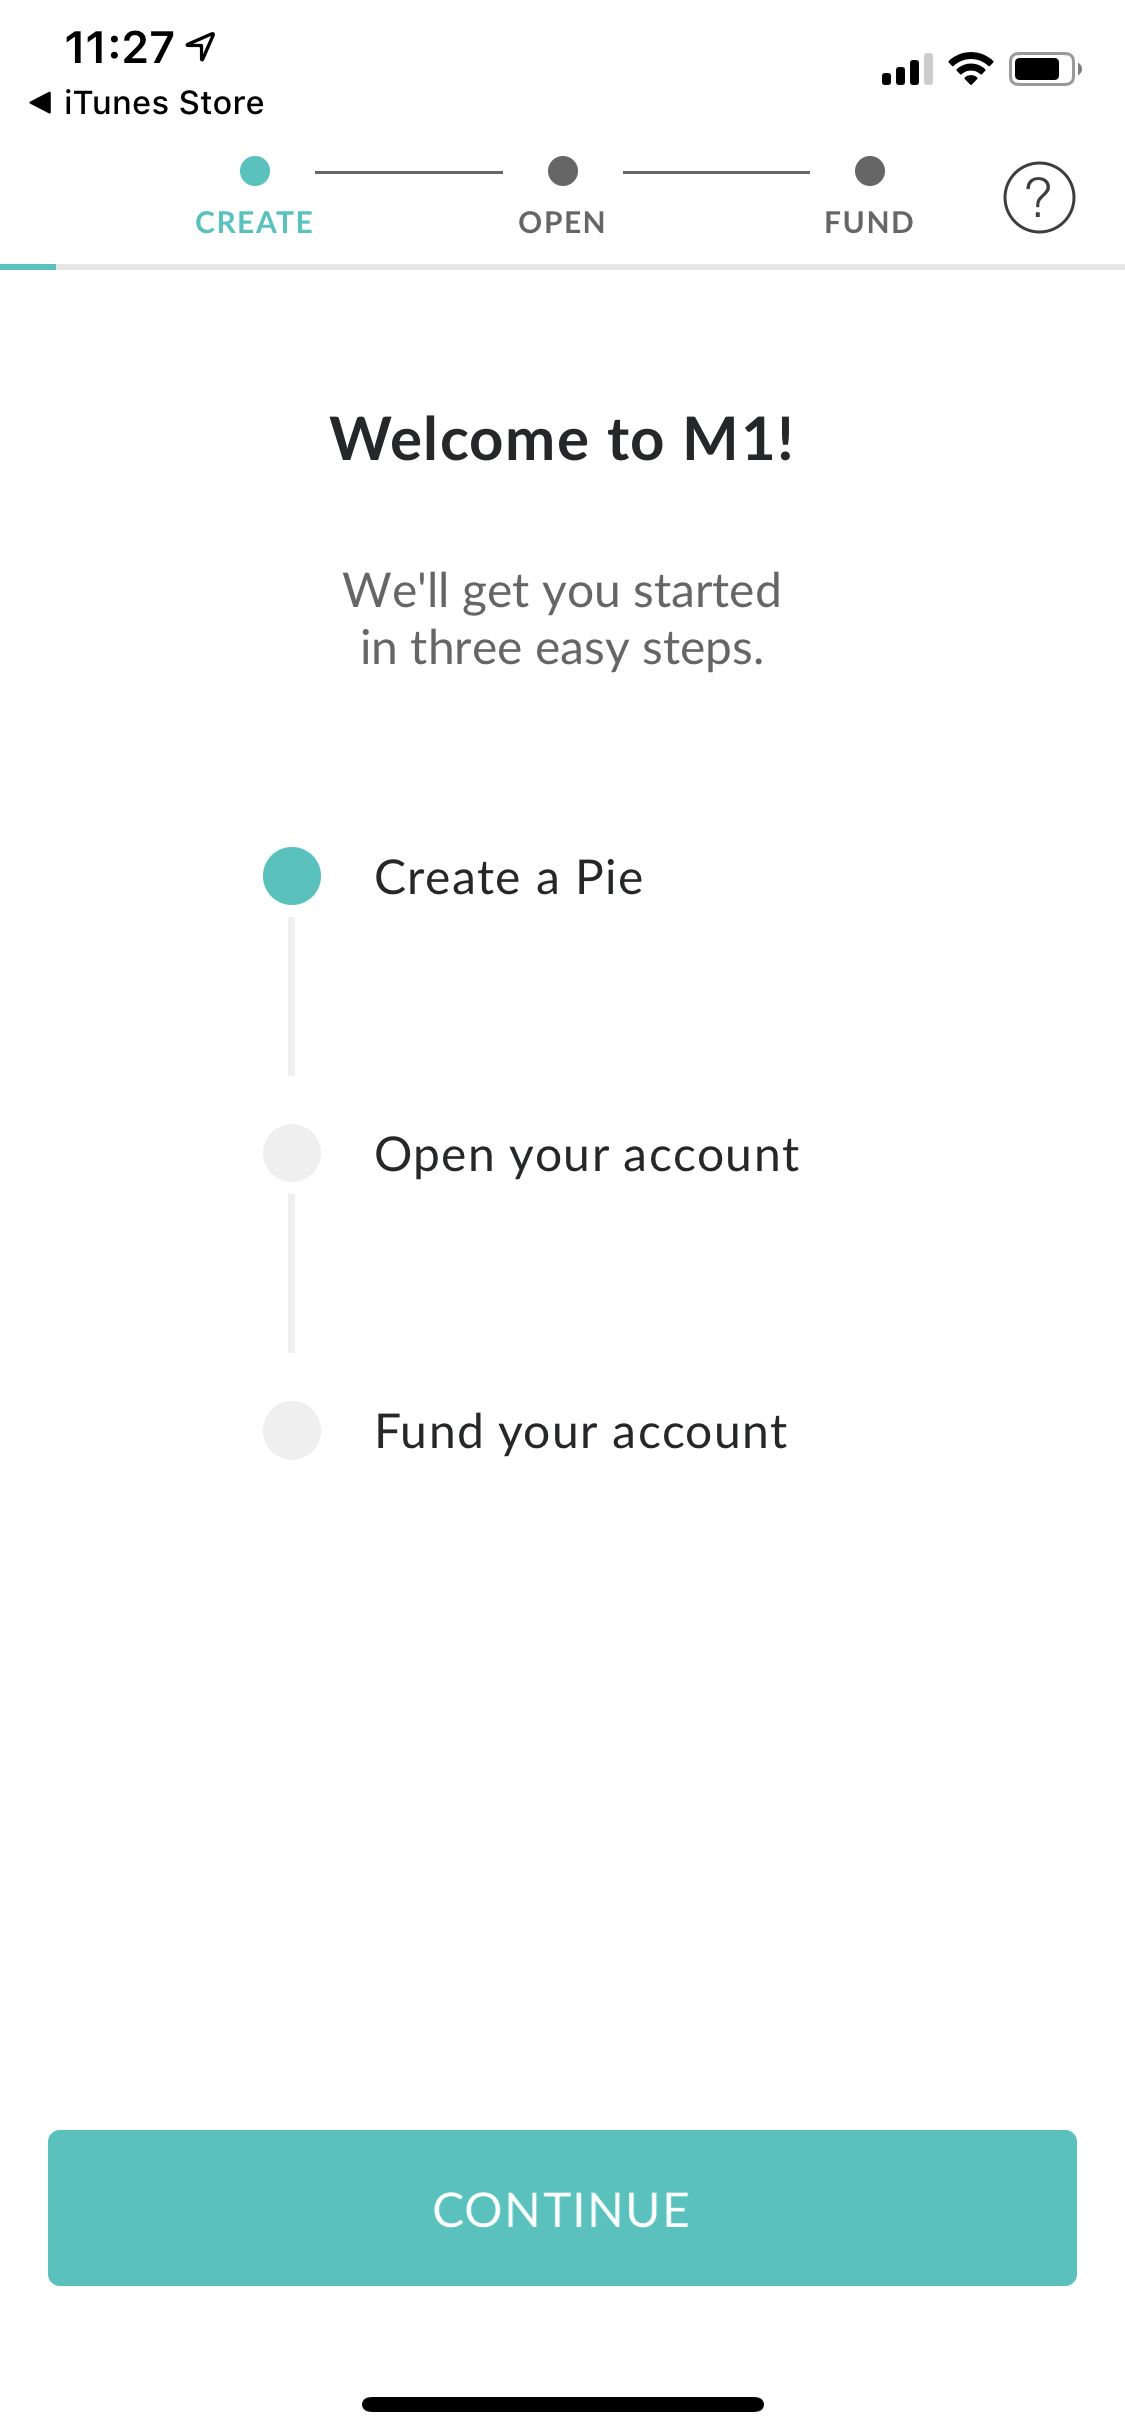 11:27
◀ iTunes Store
CREATE
OPEN
FUND
?
Welcome to M1!
We'll get you started
in three easy steps.
Create a Pie
Open your account
Fund your account
CONTINUE